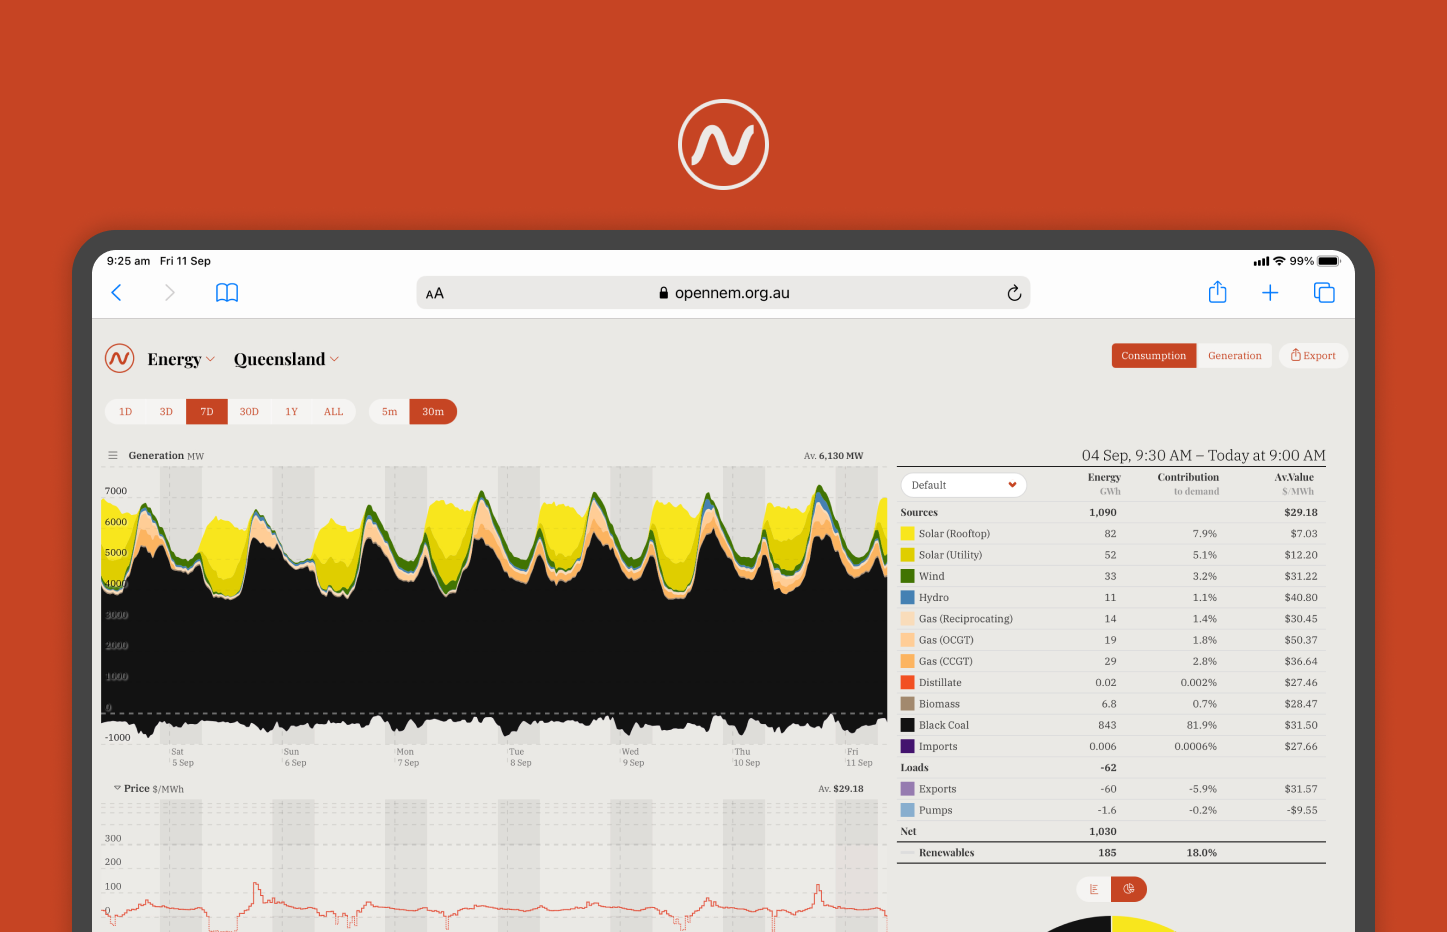 9:25 am Fri 11 Sep
99%
AA
opennem.org.au
Energy Queensland
Consumption Generation Export
1D 3D 7D 30D 1Y ALL 5m 30m
Generation MW
Av. 6,130 MW
7000
6000
5000
4000
3000
2000
1000
0
-1000
Sat Sun Mon Tue Wed Thu Fri
5 Sep 6 Sep 7 Sep 8 Sep 9 Sep 10 Sep 11 Sep
Price $/MWh
Av. $29.18
300
200
100
0
04 Sep, 9:30 AM – Today at 9:00 AM
Default Energy Contribution Av.Value
GWh to demand $/MWh
Sources 1,090 $29.18
Solar (Rooftop) 82 7.9% $7.03
Solar (Utility) 52 5.1% $12.20
Wind 33 3.2% $31.22
Hydro 11 1.1% $40.80
Gas (Reciprocating) 14 1.4% $30.45
Gas (OCGT) 19 1.8% $50.37
Gas (CCGT) 29 2.8% $36.64
Distillate 0.02 0.002% $27.46
Biomass 6.8 0.7% $28.47
Black Coal 843 81.9% $31.50
Imports 0.006 0.0006% $27.66
Loads -62
Exports -60 -5.9% $31.57
Pumps -1.6 -0.2% -$9.55
Net 1,030
Renewables 185 18.0%